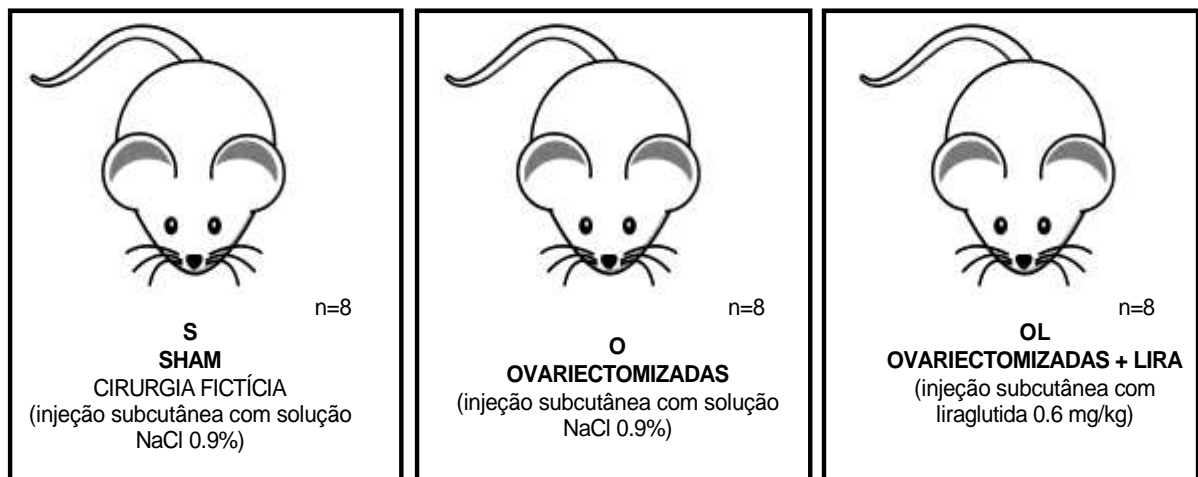 n=8
S
SHAM
CIRURGIA FICTÍCIA
(injeção subcutânea com solução
NaCl 0.9%)
n=8
O
OVARIECTOMIZADAS
(injeção subcutânea com solução
NaCl 0.9%)
n=8
OL
OVARIECTOMIZADAS + LIRA
(injeção subcutânea com
liraglutida 0.6 mg/kg)